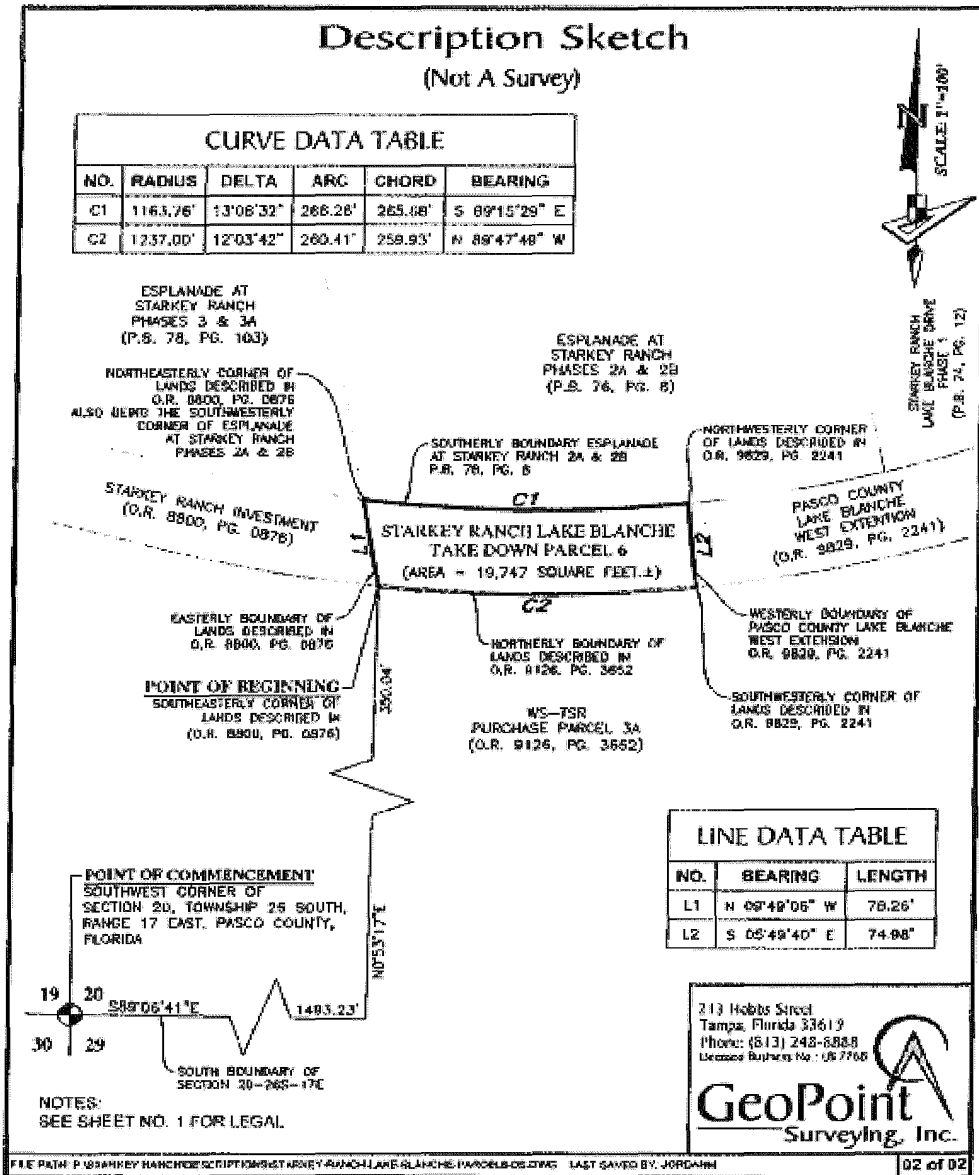 Description Sketch
(Not A Survey)
SCALE: 1"=100'
CURVE DATA TABLE
NO. RADIUS DELTA ARC CHORD BEARING
C1 1163.76' 13°06'32" 266.26' 265.68' S 89°15'29" E
C2 1237.00' 12°03'42" 260.41' 259.93' N 89°47'49" W
STARKEY RANCH
LAKE BLANCHE DRIVE
PHASE 1
(P.B. 74, PG. 12)
ESPLANADE AT
STARKEY RANCH
PHASES 3 & 3A
(P.B. 78, PG. 103)
ESPLANADE AT
STARKEY RANCH
PHASES 2A & 2B
(P.B. 76, PG. 6)
NORTHEASTERLY CORNER OF
LANDS DESCRIBED IN
O.R. 8800, PG. 0876
ALSO BEING THE SOUTHWESTERLY
CORNER OF ESPLANADE
AT STARKEY RANCH
PHASES 2A & 2B
SOUTHERLY BOUNDARY ESPLANADE
AT STARKEY RANCH 2A & 2B
P.B. 76, PG. 6
NORTHWESTERLY CORNER
OF LANDS DESCRIBED IN
O.R. 9829, PG. 2241
STARKEY RANCH INVESTMENT
(O.R. 8800, PG. 0876)
C1
PASCO COUNTY
LAKE BLANCHE
WEST EXTENTION
(O.R. 9829, PG. 2241)
L1
STARKEY RANCH LAKE BLANCHE
TAKE DOWN PARCEL 6
(AREA = 19,747 SQUARE FEET.±)
L2
C2
EASTERLY BOUNDARY OF
LANDS DESCRIBED IN
O.R. 8800, PG. 0876
NORTHERLY BOUNDARY OF
LANDS DESCRIBED IN
O.R. 9126, PG. 3652
WESTERLY BOUNDARY OF
PASCO COUNTY LAKE BLANCHE
WEST EXTENSION
O.R. 9829, PG. 2241
POINT OF BEGINNING
SOUTHEASTERLY CORNER OF
LANDS DESCRIBED IN
(O.R. 8800, PG. 0876)
WS-TSR
PURCHASE PARCEL 3A
(O.R. 9126, PG. 3652)
SOUTHWESTERLY CORNER OF
LANDS DESCRIBED IN
O.R. 9829, PG. 2241
LINE DATA TABLE
NO. BEARING LENGTH
L1 N 09°49'06" W 76.26'
L2 S 05°49'40" E 74.98'
POINT OF COMMENCEMENT
SOUTHWEST CORNER OF
SECTION 20, TOWNSHIP 26 SOUTH,
RANGE 17 EAST, PASCO COUNTY,
FLORIDA
N0°53'17"E
19 20
30 29
S89°06'41"E 1493.23'
SOUTH BOUNDARY OF
SECTION 20-26S-17E
NOTES:
SEE SHEET NO. 1 FOR LEGAL
213 Hobbs Street
Tampa, Florida 33619
Phone: (813) 248-8888
Licensed Business No.: LB 7768
GeoPoint
Surveying, Inc.
LAST SAVED BY: JORDANH
02 of 02